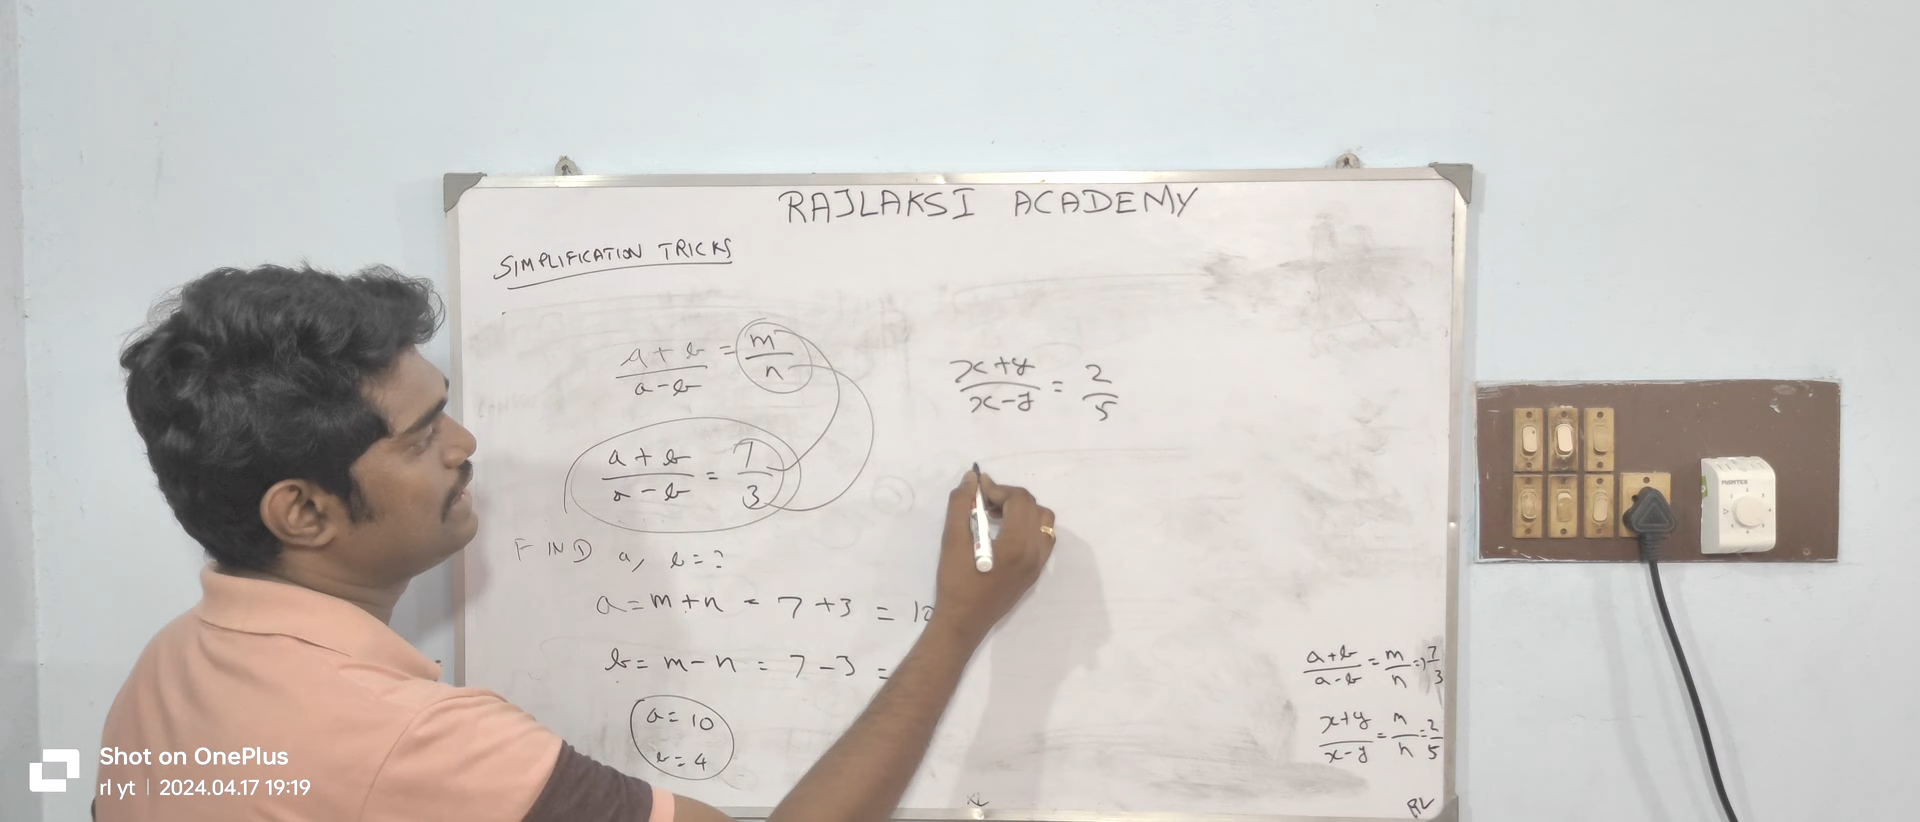 RAJLAKSI ACADEMY
SIMPLIFICATION TRICKS
a + b / a - b = m / n
a + b / a - b = 7 / 3
FIND a, b = ?
a = m + n = 7 + 3 = 10
b = m - n = 7 - 3 =
a = 10
b = 4
x + y / x - y = 2 / 5
a + b / a - b = m / n = 7 / 3
x + y / x - y = m / n = 2 / 5
RL
Shot on OnePlus
rl yt | 2024.04.17 19:19